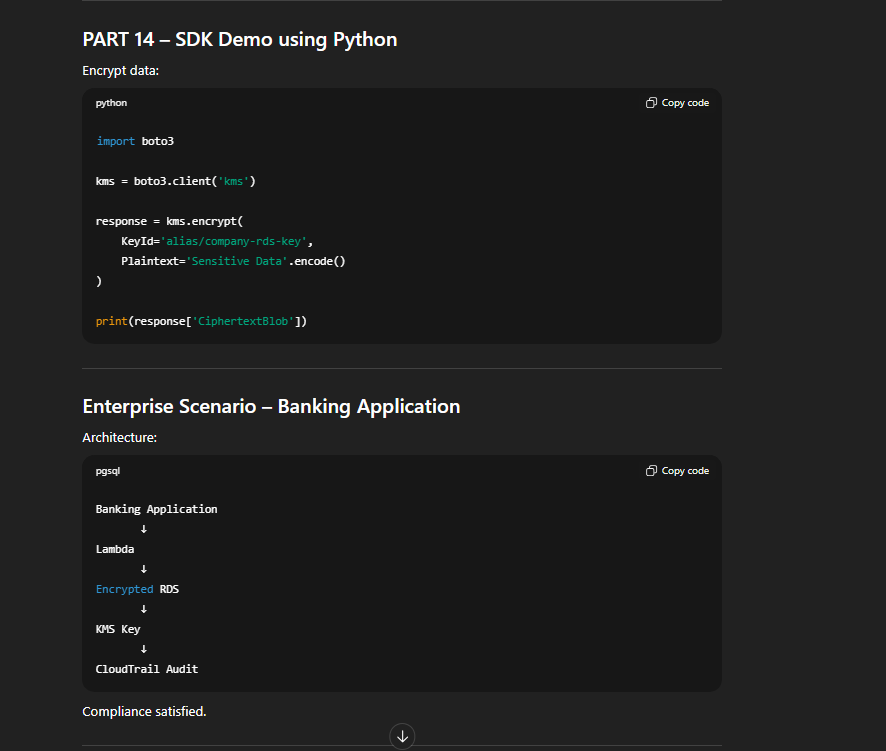 PART 14 – SDK Demo using Python
Encrypt data:
python
Copy code
import boto3
kms = boto3.client('kms')
response = kms.encrypt(
    KeyId='alias/company-rds-key',
    Plaintext='Sensitive Data'.encode()
)
print(response['CiphertextBlob'])
Enterprise Scenario – Banking Application
Architecture:
pgsql
Copy code
Banking Application
↓
Lambda
↓
Encrypted RDS
↓
KMS Key
↓
CloudTrail Audit
Compliance satisfied.